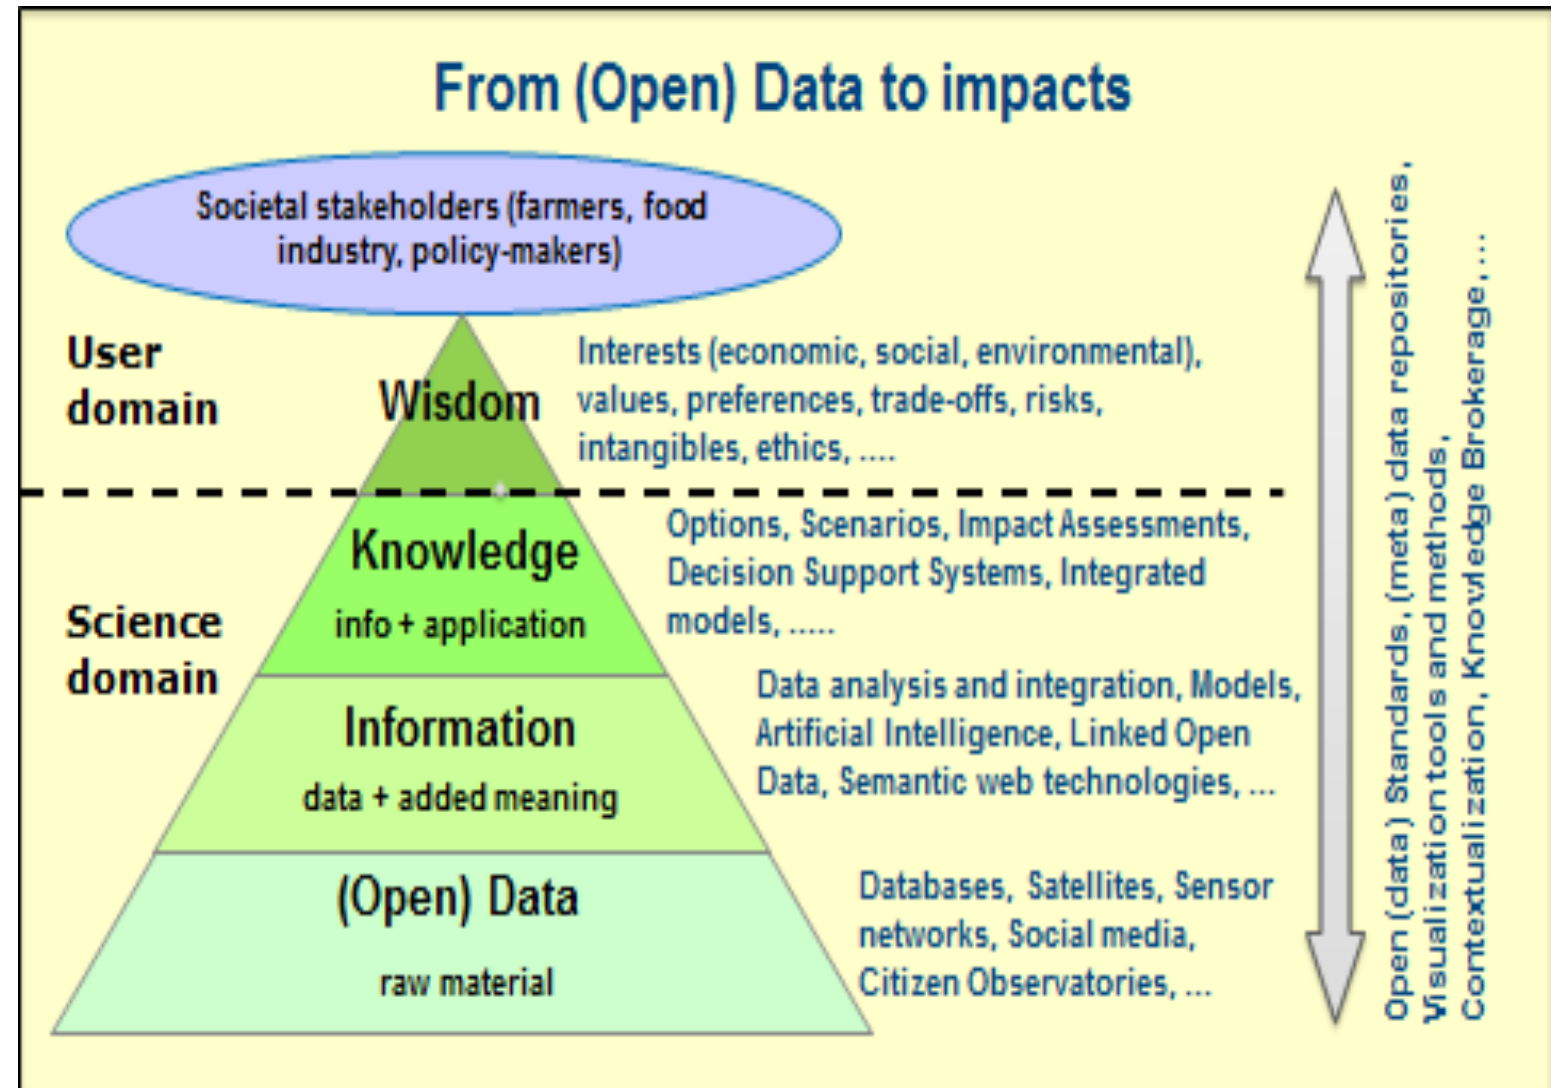 From (Open) Data to impacts
Societal stakeholders (farmers, food
industry, policy-makers)
User
domain
Wisdom
Interests (economic, social, environmental),
values, preferences, trade-offs, risks,
intangibles, ethics, ....
Science
domain
Knowledge
info + application
Options, Scenarios, Impact Assessments,
Decision Support Systems, Integrated
models, .....
Information
data + added meaning
Data analysis and integration, Models,
Artificial Intelligence, Linked Open
Data, Semantic web technologies, ...
(Open) Data
raw material
Databases, Satellites, Sensor
networks, Social media,
Citizen Observatories, ...
Open (data) Standards, (meta) data repositories,
Visualization tools and methods,
Contextualization, Knowledge Brokerage, ...